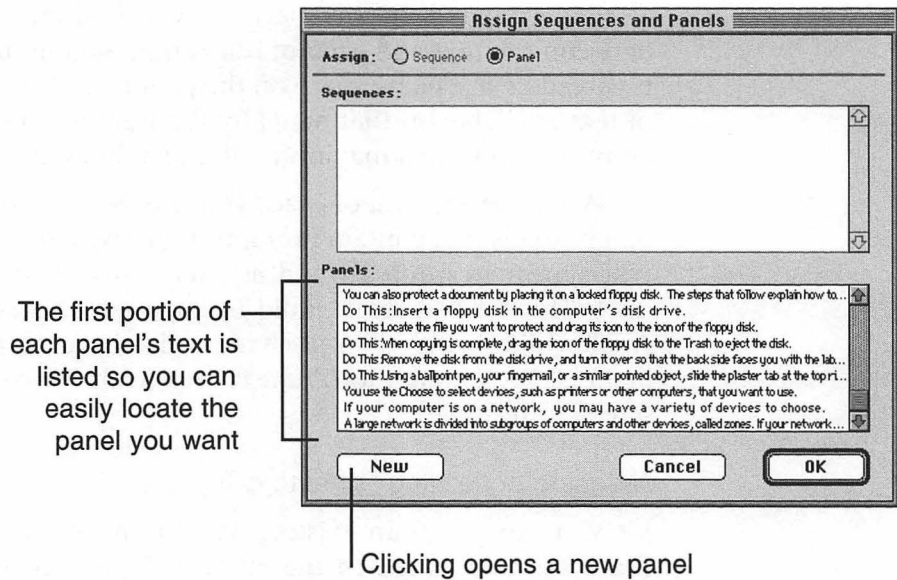 Assign Sequences and Panels
Assign: Sequence Panel
Sequences:
Panels:
You can also protect a document by placing it on a locked floppy disk. The steps that follow explain how to...
Do This:Insert a floppy disk in the computer's disk drive.
Do This:Locate the file you want to protect and drag its icon to the icon of the floppy disk.
Do This:When copying is complete, drag the icon of the floppy disk to the Trash to eject the disk.
Do This:Remove the disk from the disk drive, and turn it over so that the back side faces you with the lab...
Do This:Using a ballpoint pen, your fingernail, or a similar pointed object, slide the plaster tab at the top ri...
You use the Choose to select devices, such as printers or other computers, that you want to use.
If your computer is on a network, you may have a variety of devices to choose.
A large network is divided into subgroups of computers and other devices, called zones. If your network...
New Cancel OK
The first portion of
each panel's text is
listed so you can
easily locate the
panel you want
Clicking opens a new panel